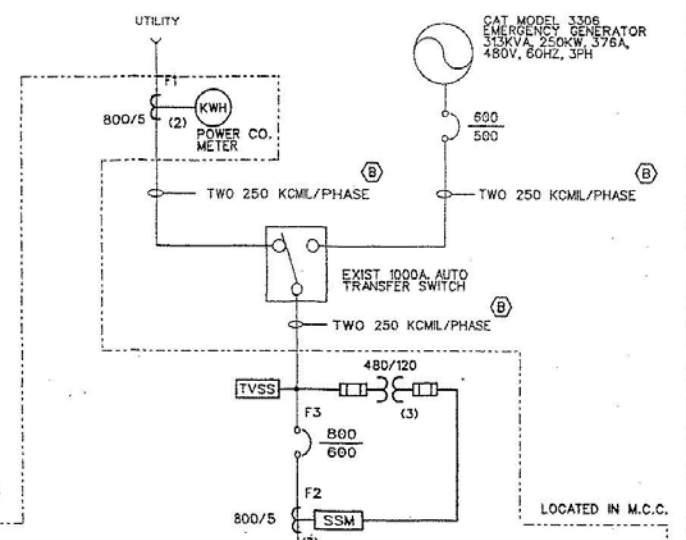 UTILITY
CAT MODEL 3306
EMERGENCY GENERATOR
313KVA, 250KW, 376A,
480V, 60HZ, 3PH
F1
KWH
800/5
(2)
POWER CO.
METER
600
500
B
TWO 250 KCMIL/PHASE
B
TWO 250 KCMIL/PHASE
EXIST 1000A. AUTO
TRANSFER SWITCH
B
TWO 250 KCMIL/PHASE
480/120
TVSS
(3)
F3
800
600
F2
800/5
SSM
LOCATED IN M.C.C.